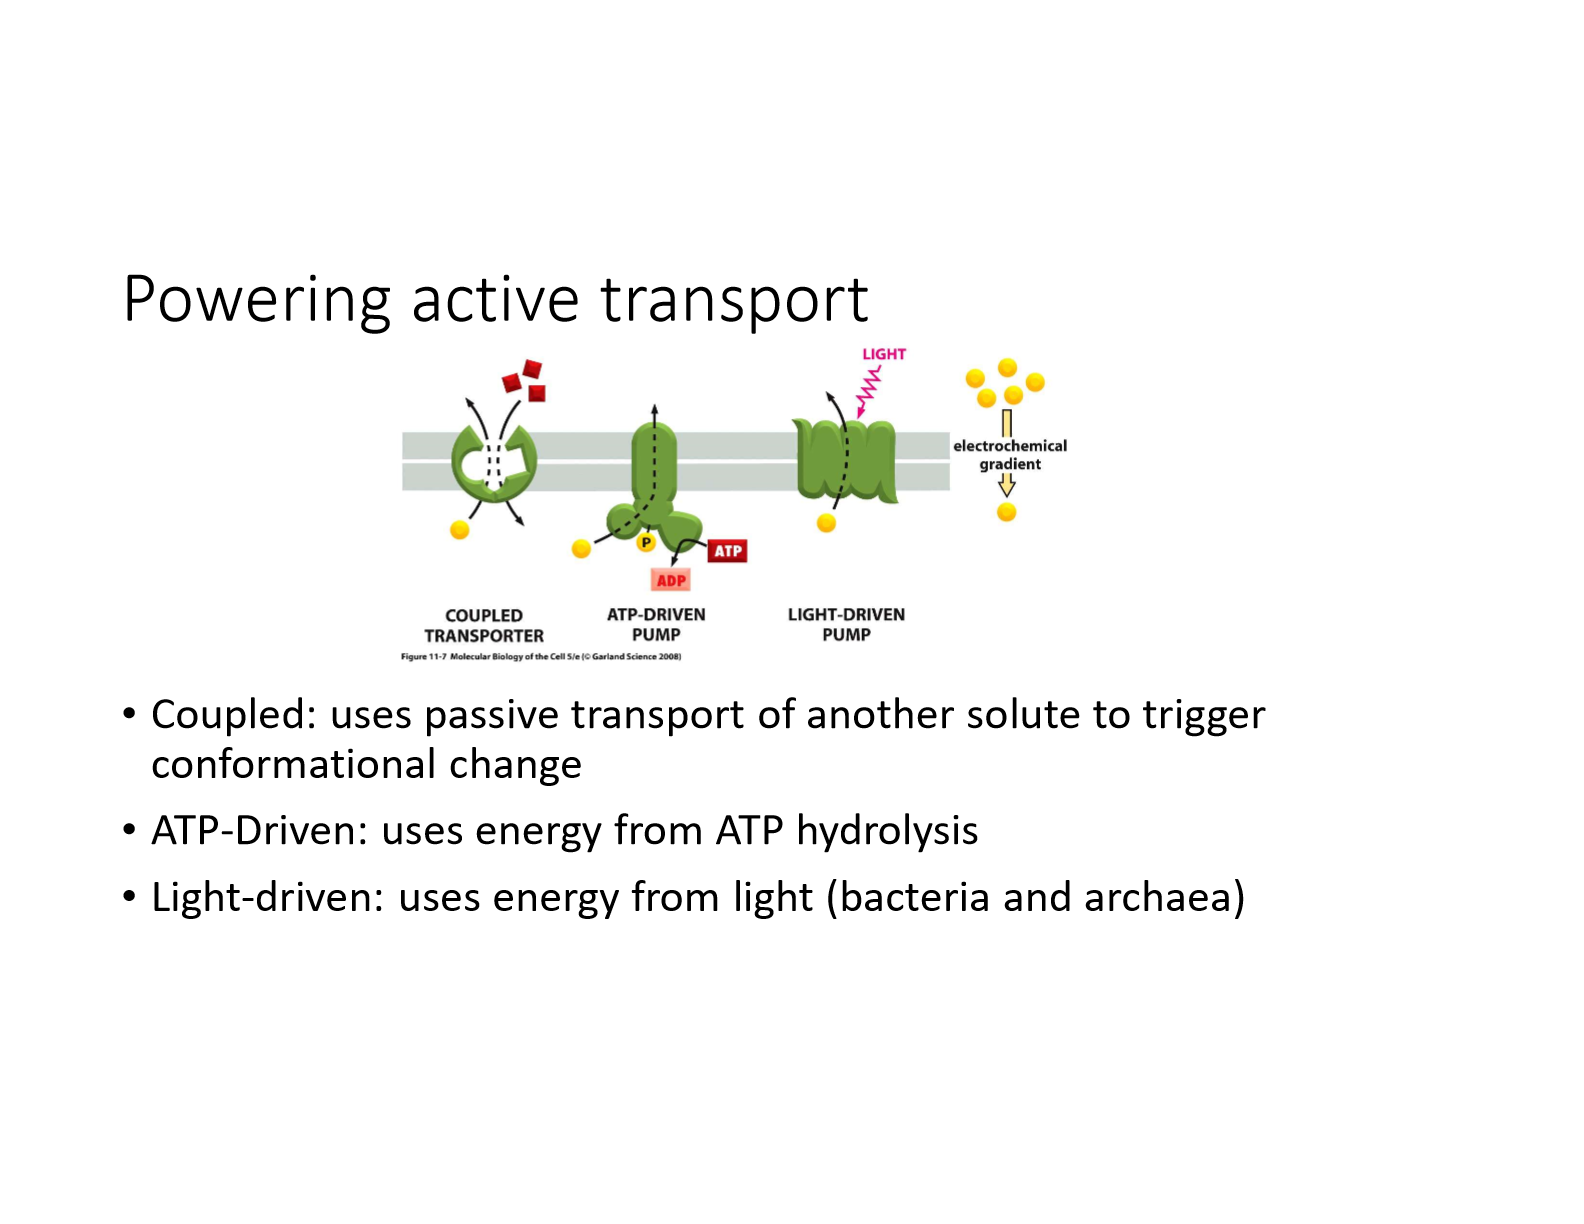 Powering active transport
LIGHT
electrochemical
gradient
P
ATP
ADP
COUPLED
TRANSPORTER
ATP-DRIVEN
PUMP
LIGHT-DRIVEN
PUMP
Figure 11-7 Molecular Biology of the Cell 5/e (© Garland Science 2008)
• Coupled: uses passive transport of another solute to trigger
conformational change
• ATP-Driven: uses energy from ATP hydrolysis
• Light-driven: uses energy from light (bacteria and archaea)